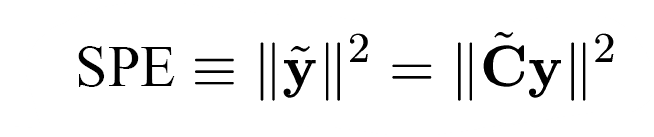 SPE ≡ ‖ỹ‖² = ‖C̃y‖²